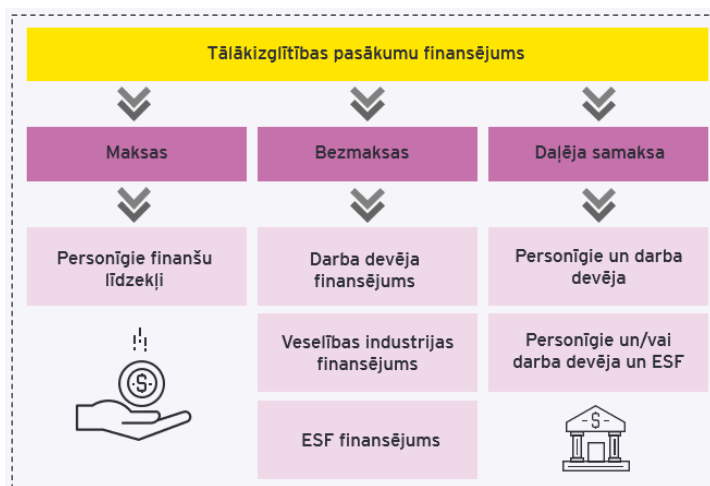 Tālākizglītības pasākumu finansējums
Maksas
Bezmaksas
Daļēja samaksa
Personīgie finanšu
līdzekļi
Darba devēja
finansējums
Personīgie un darba
devēja
Veselības industrijas
finansējums
Personīgie un/vai
darba devēja un ESF
ESF finansējums